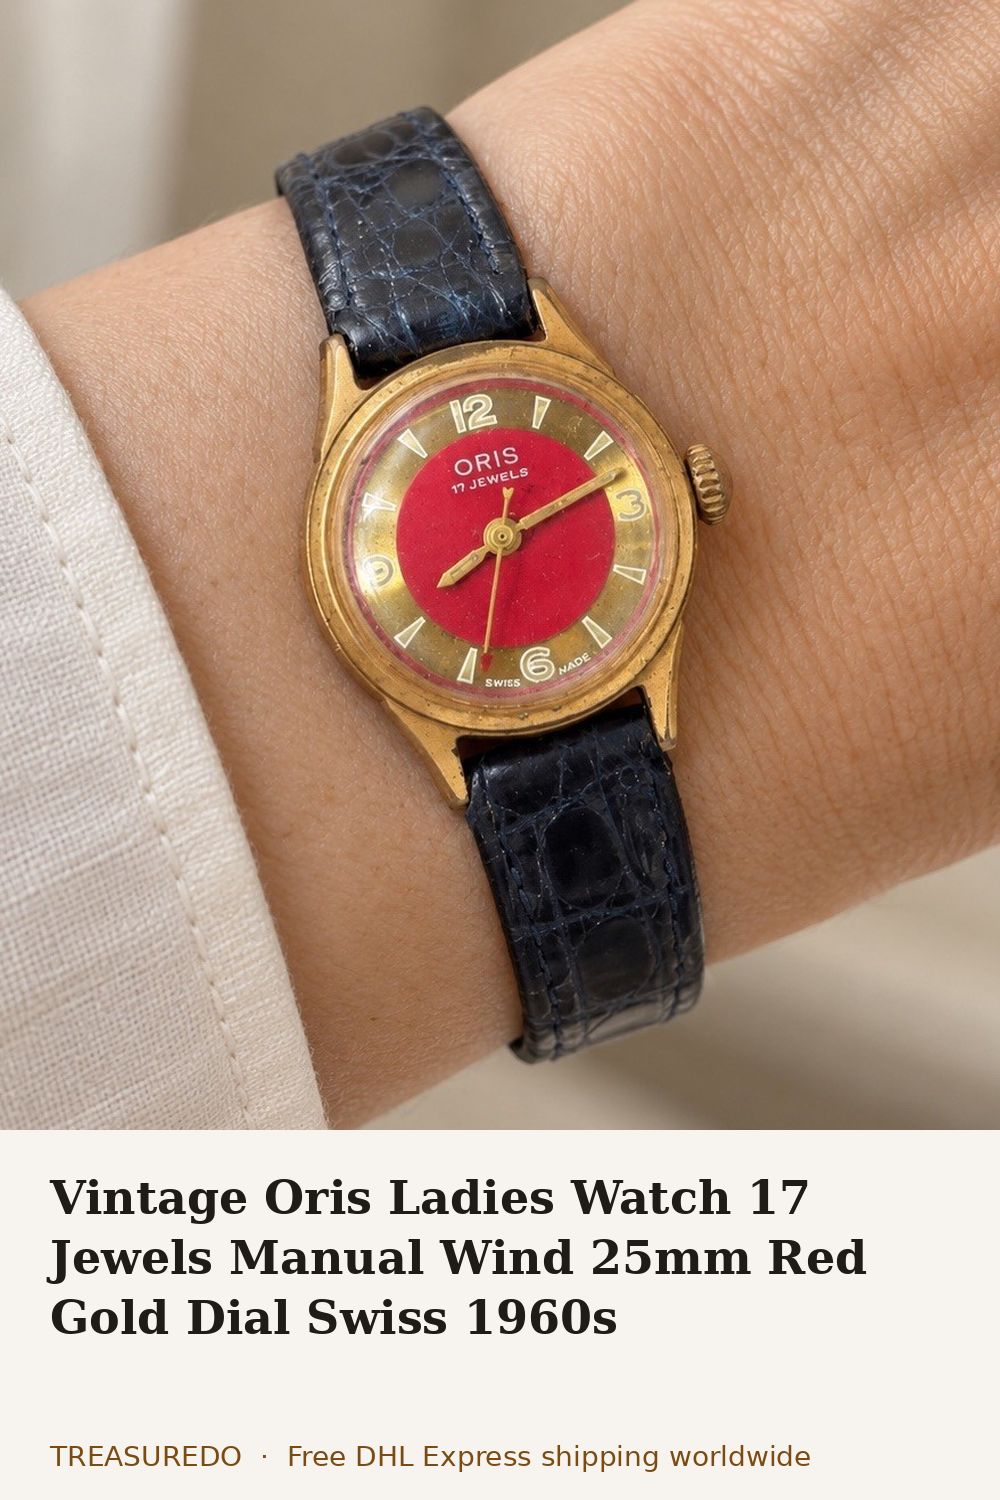 12
ORIS
17 JEWELS
3
9
6
SWISS MADE
Vintage Oris Ladies Watch 17
Jewels Manual Wind 25mm Red
Gold Dial Swiss 1960s
TREASUREDO · Free DHL Express shipping worldwide